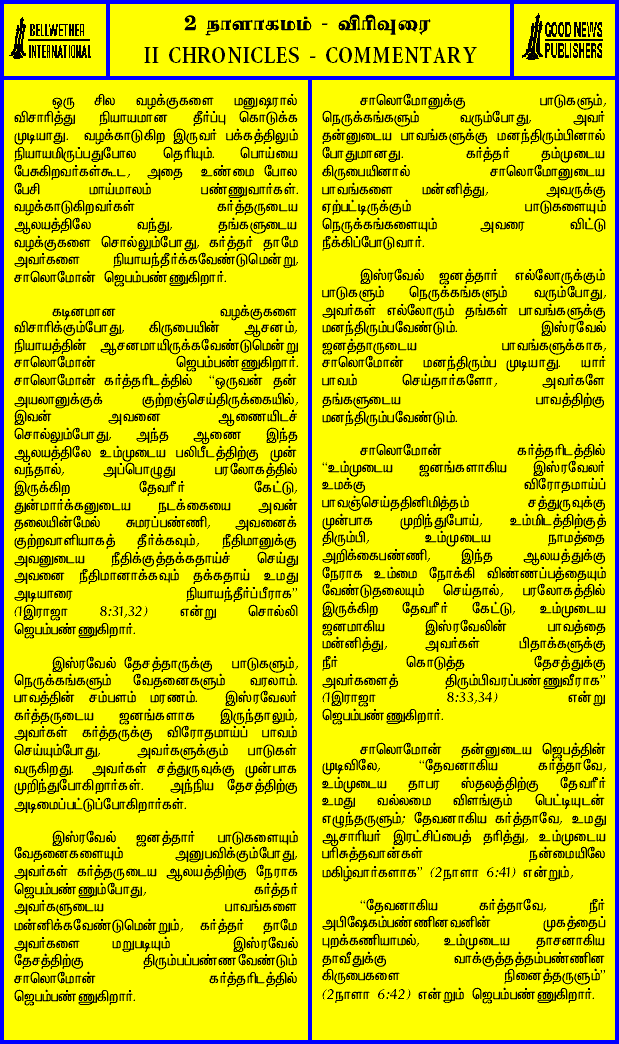 BELLWETHER
INTERNATIONAL
2 நாளாகமம் - விரிவுரை
II CHRONICLES - COMMENTARY
GOOD NEWS
PUBLISHERS
ஒரு சில வழக்குகளை மனுஷரால்
விசாரித்து நியாயமான தீர்ப்பு கொடுக்க
முடியாது. வழக்காடுகிற இருவர் பக்கத்திலும்
நியாயமிருப்பதுபோல தெரியும். பொய்யை
பேசுகிறவர்கள்கூட, அதை உண்மை போல
பேசி மாய்மாலம் பண்ணுவார்கள்.
வழக்காடுகிறவர்கள் கர்த்தருடைய
ஆலயத்திலே வந்து, தங்களுடைய
வழக்குகளை சொல்லும்போது, கர்த்தர் தாமே
அவர்களை நியாயந்தீர்க்கவேண்டுமென்று,
சாலொமோன் ஜெபம்பண்ணுகிறார்.
கடினமான வழக்குகளை
விசாரிக்கும்போது, கிருபையின் ஆசனம்,
நியாயத்தின் ஆசனமாயிருக்கவேண்டுமென்று
சாலொமோன் ஜெபம்பண்ணுகிறார்.
சாலொமோன் கர்த்தரிடத்தில் “ஒருவன் தன்
அயலானுக்குக் குற்றஞ்செய்திருக்கையில்,
இவன் அவனை ஆணையிடச்
சொல்லும்போது, அந்த ஆணை இந்த
ஆலயத்திலே உம்முடைய பலிபீடத்திற்கு முன்
வந்தால், அப்பொழுது பரலோகத்தில்
இருக்கிற தேவரீர் கேட்டு,
துன்மார்க்கனுடைய நடக்கையை அவன்
தலையின்மேல் சுமரப்பண்ணி, அவனைக்
குற்றவாளியாகத் தீர்க்கவும், நீதிமானுக்கு
அவனுடைய நீதிக்குத்தக்கதாய்ச் செய்து
அவனை நீதிமானாக்கவும் தக்கதாய் உமது
அடியாரை நியாயந்தீர்ப்பீராக”
(1இராஜா 8:31,32) என்று சொல்லி
ஜெபம்பண்ணுகிறார்.
இஸ்ரவேல் தேசத்தாருக்கு பாடுகளும்,
நெருக்கங்களும் வேதனைகளும் வரலாம்.
பாவத்தின் சம்பளம் மரணம். இஸ்ரவேலர்
கர்த்தருடைய ஜனங்களாக இருந்தாலும்,
அவர்கள் கர்த்தருக்கு விரோதமாய்ப் பாவம்
செய்யும்போது, அவர்களுக்கும் பாடுகள்
வருகிறது. அவர்கள் சத்துருவுக்கு முன்பாக
முறிந்துபோகிறார்கள். அந்நிய தேசத்திற்கு
அடிமைப்பட்டுப்போகிறார்கள்.
இஸ்ரவேல் ஜனத்தார் பாடுகளையும்
வேதனைகளையும் அனுபவிக்கும்போது,
அவர்கள் கர்த்தருடைய ஆலயத்திற்கு நேராக
ஜெபம்பண்ணும்போது, கர்த்தர்
அவர்களுடைய பாவங்களை
மன்னிக்கவேண்டுமென்றும், கர்த்தர் தாமே
அவர்களை மறுபடியும் இஸ்ரவேல்
தேசத்திற்கு திரும்பப்பண்ணவேண்டும்
சாலொமோன் கர்த்தரிடத்தில்
ஜெபம்பண்ணுகிறார்.
சாலொமோனுக்கு பாடுகளும்,
நெருக்கங்களும் வரும்போது, அவர்
தன்னுடைய பாவங்களுக்கு மனந்திரும்பினால்
போதுமானது. கர்த்தர் தம்முடைய
கிருபையினால் சாலொமோனுடைய
பாவங்களை மன்னித்து, அவருக்கு
ஏற்பட்டிருக்கும் பாடுகளையும்
நெருக்கங்களையும் அவரை விட்டு
நீக்கிப்போடுவார்.
இஸ்ரவேல் ஜனத்தார் எல்லோருக்கும்
பாடுகளும் நெருக்கங்களும் வரும்போது,
அவர்கள் எல்லோரும் தங்கள் பாவங்களுக்கு
மனந்திரும்பவேண்டும். இஸ்ரவேல்
ஜனத்தாருடைய பாவங்களுக்காக,
சாலொமோன் மனந்திரும்ப முடியாது. யார்
பாவம் செய்தார்களோ, அவர்களே
தங்களுடைய பாவத்திற்கு
மனந்திரும்பவேண்டும்.
சாலொமோன் கர்த்தரிடத்தில்
“உம்முடைய ஜனங்களாகிய இஸ்ரவேலர்
உமக்கு விரோதமாய்ப்
பாவஞ்செய்ததினிமித்தம் சத்துருவுக்கு
முன்பாக முறிந்துபோய், உம்மிடத்திற்குத்
திரும்பி, உம்முடைய நாமத்தை
அறிக்கைபண்ணி, இந்த ஆலயத்துக்கு
நேராக உம்மை நோக்கி விண்ணப்பத்தையும்
வேண்டுதலையும் செய்தால், பரலோகத்தில்
இருக்கிற தேவரீர் கேட்டு, உம்முடைய
ஜனமாகிய இஸ்ரவேலின் பாவத்தை
மன்னித்து, அவர்கள் பிதாக்களுக்கு
நீர் கொடுத்த தேசத்துக்கு
அவர்களைத் திரும்பிவரப்பண்ணுவீராக”
(1இராஜா 8:33,34) என்று
ஜெபம்பண்ணுகிறார்.
சாலொமோன் தன்னுடைய ஜெபத்தின்
முடிவிலே, “தேவனாகிய கர்த்தாவே,
உம்முடைய தாபர ஸ்தலத்திற்கு தேவரீர்
உமது வல்லமை விளங்கும் பெட்டியுடன்
எழுந்தருளும்; தேவனாகிய கர்த்தாவே, உமது
ஆசாரியர் இரட்சிப்பைத் தரித்து, உம்முடைய
பரிசுத்தவான்கள் நன்மையிலே
மகிழ்வார்களாக” (2நாளா 6:41) என்றும்,
“தேவனாகிய கர்த்தாவே, நீர்
அபிஷேகம்பண்ணினவனின் முகத்தைப்
புறக்கணியாமல், உம்முடைய தாசனாகிய
தாவீதுக்கு வாக்குத்தத்தம்பண்ணின
கிருபைகளை நினைத்தருளும்”
(2நாளா 6:42) என்றும் ஜெபம்பண்ணுகிறார்.